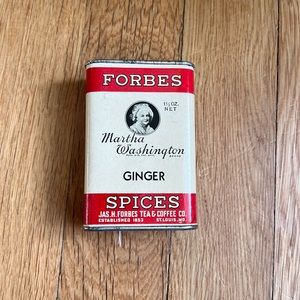 FORBES
1½ OZ.
NET
Martha
Washington
GINGER
SPICES
JAS. H. FORBES TEA & COFFEE CO.
ESTABLISHED 1853 ST. LOUIS, MO.